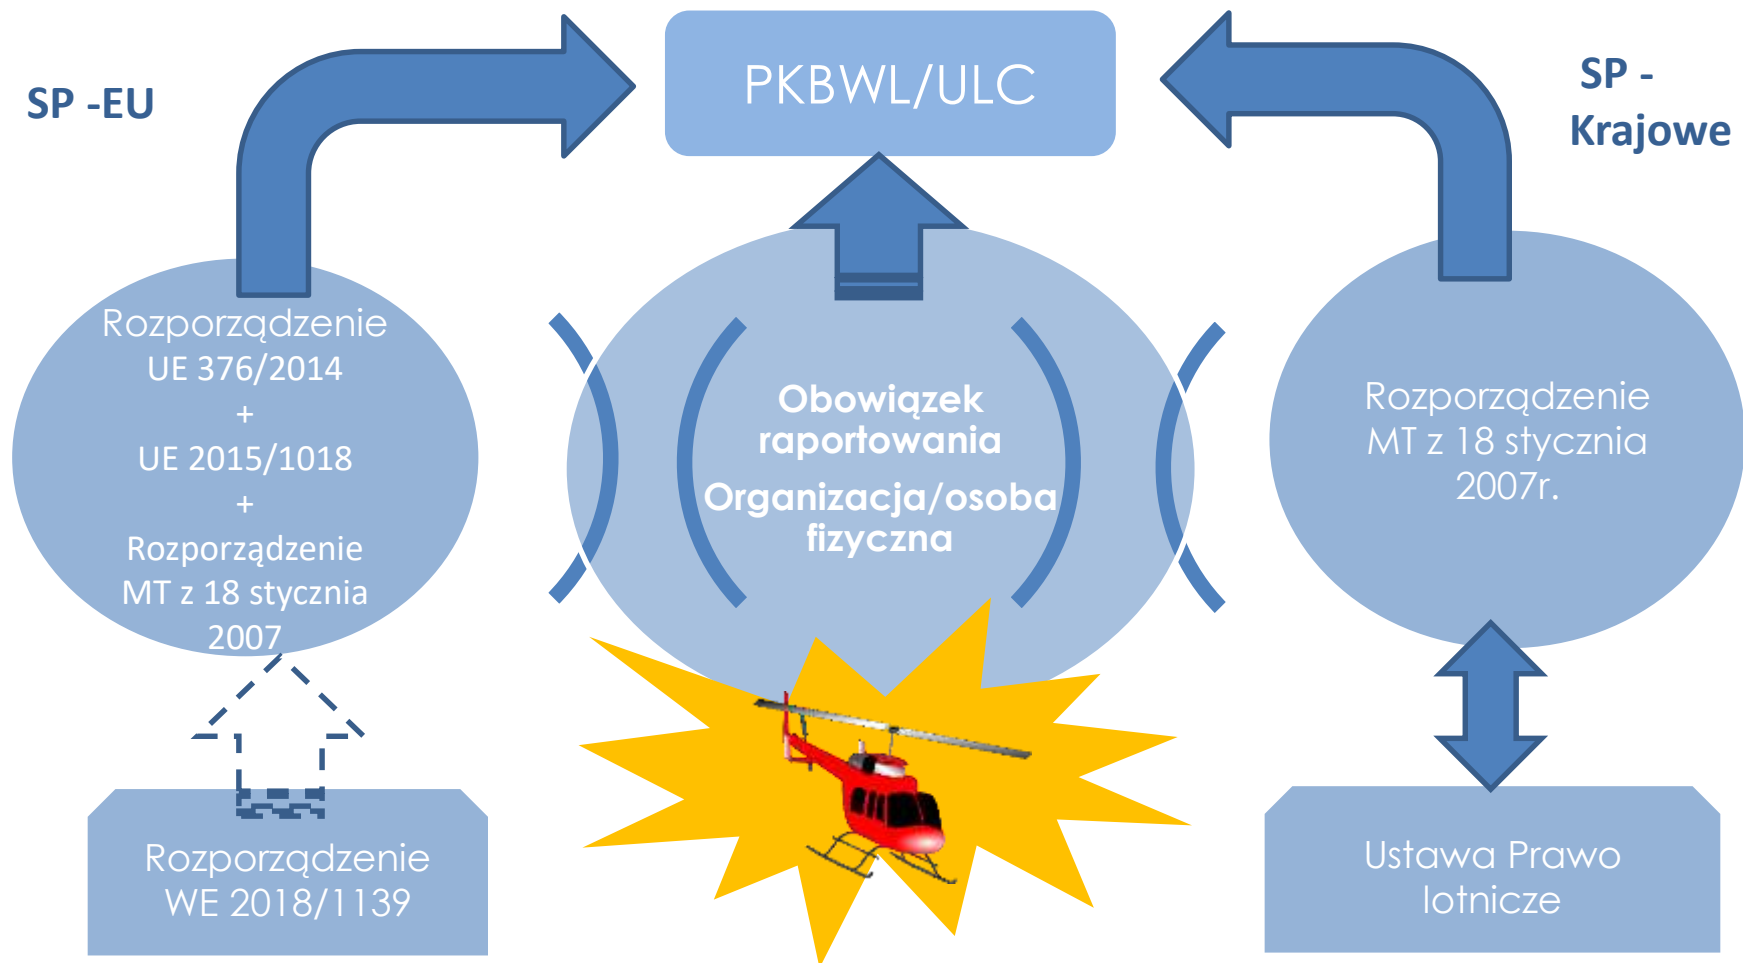 SP -EU
PKBWL/ULC
SP -
Krajowe
Rozporządzenie
UE 376/2014
+
UE 2015/1018
+
Rozporządzenie
MT z 18 stycznia
2007
Obowiązek
raportowania
Organizacja/osoba
fizyczna
Rozporządzenie
MT z 18 stycznia
2007r.
Rozporządzenie
WE 2018/1139
Ustawa Prawo
lotnicze